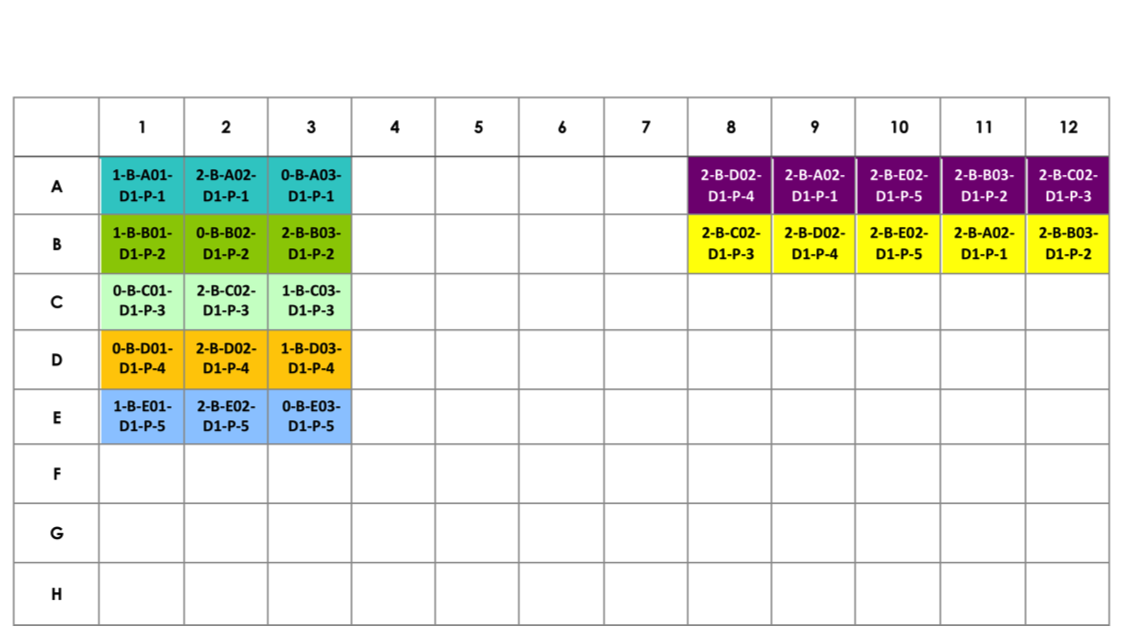 1 2 3 4 5 6 7 8 9 10 11 12
A 1-B-A01- 2-B-A02- 0-B-A03- 2-B-D02- 2-B-A02- 2-B-E02- 2-B-B03- 2-B-C02-
D1-P-1 D1-P-1 D1-P-1 D1-P-4 D1-P-1 D1-P-5 D1-P-2 D1-P-3
B 1-B-B01- 0-B-B02- 2-B-B03- 2-B-C02- 2-B-D02- 2-B-E02- 2-B-A02- 2-B-B03-
D1-P-2 D1-P-2 D1-P-2 D1-P-3 D1-P-4 D1-P-5 D1-P-1 D1-P-2
C 0-B-C01- 2-B-C02- 1-B-C03-
D1-P-3 D1-P-3 D1-P-3
D 0-B-D01- 2-B-D02- 1-B-D03-
D1-P-4 D1-P-4 D1-P-4
E 1-B-E01- 2-B-E02- 0-B-E03-
D1-P-5 D1-P-5 D1-P-5
F
G
H